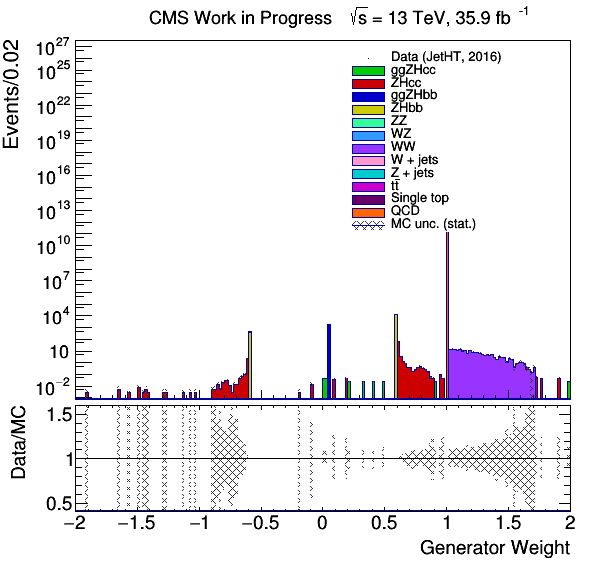 CMS Work in Progress √s = 13 TeV, 35.9 fb⁻¹
Events/0.02
10²⁷
10²⁵
10²²
10¹⁹
10¹⁶
10¹³
10¹⁰
10⁷
10⁴
10
10⁻²
Data (JetHT, 2016)
ggZHcc
ZHcc
ggZHbb
ZHbb
ZZ
WZ
WW
W + jets
Z + jets
tt̄
Single top
QCD
MC unc. (stat.)
Data/MC
1.5
1
0.5
−2 −1.5 −1 −0.5 0 0.5 1 1.5 2
Generator Weight